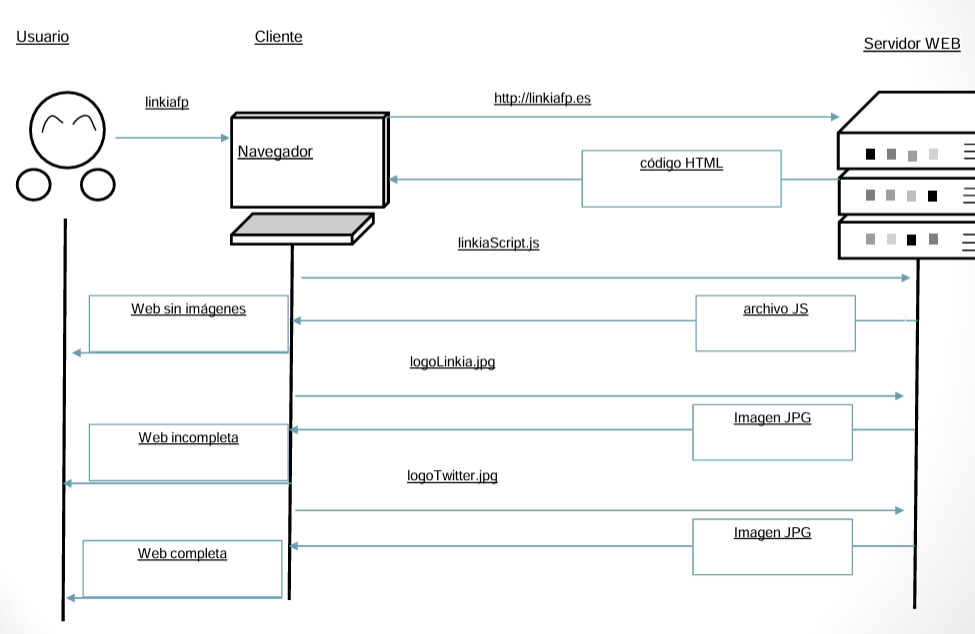 Usuario
Cliente
Servidor WEB
linkiafp
http://linkiafp.es
Navegador
código HTML
linkiaScript.js
Web sin imágenes
archivo JS
logoLinkia.jpg
Web incompleta
Imagen JPG
logoTwitter.jpg
Web completa
Imagen JPG